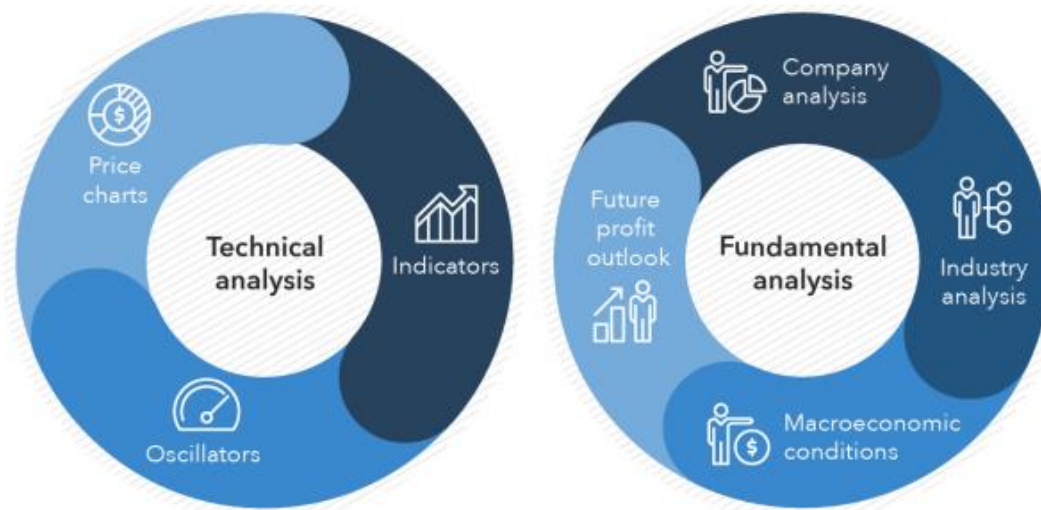 Price
charts
Technical
analysis
Indicators
Oscillators
Company
analysis
Future
profit
outlook
Fundamental
analysis
Industry
analysis
Macroeconomic
conditions
$
$